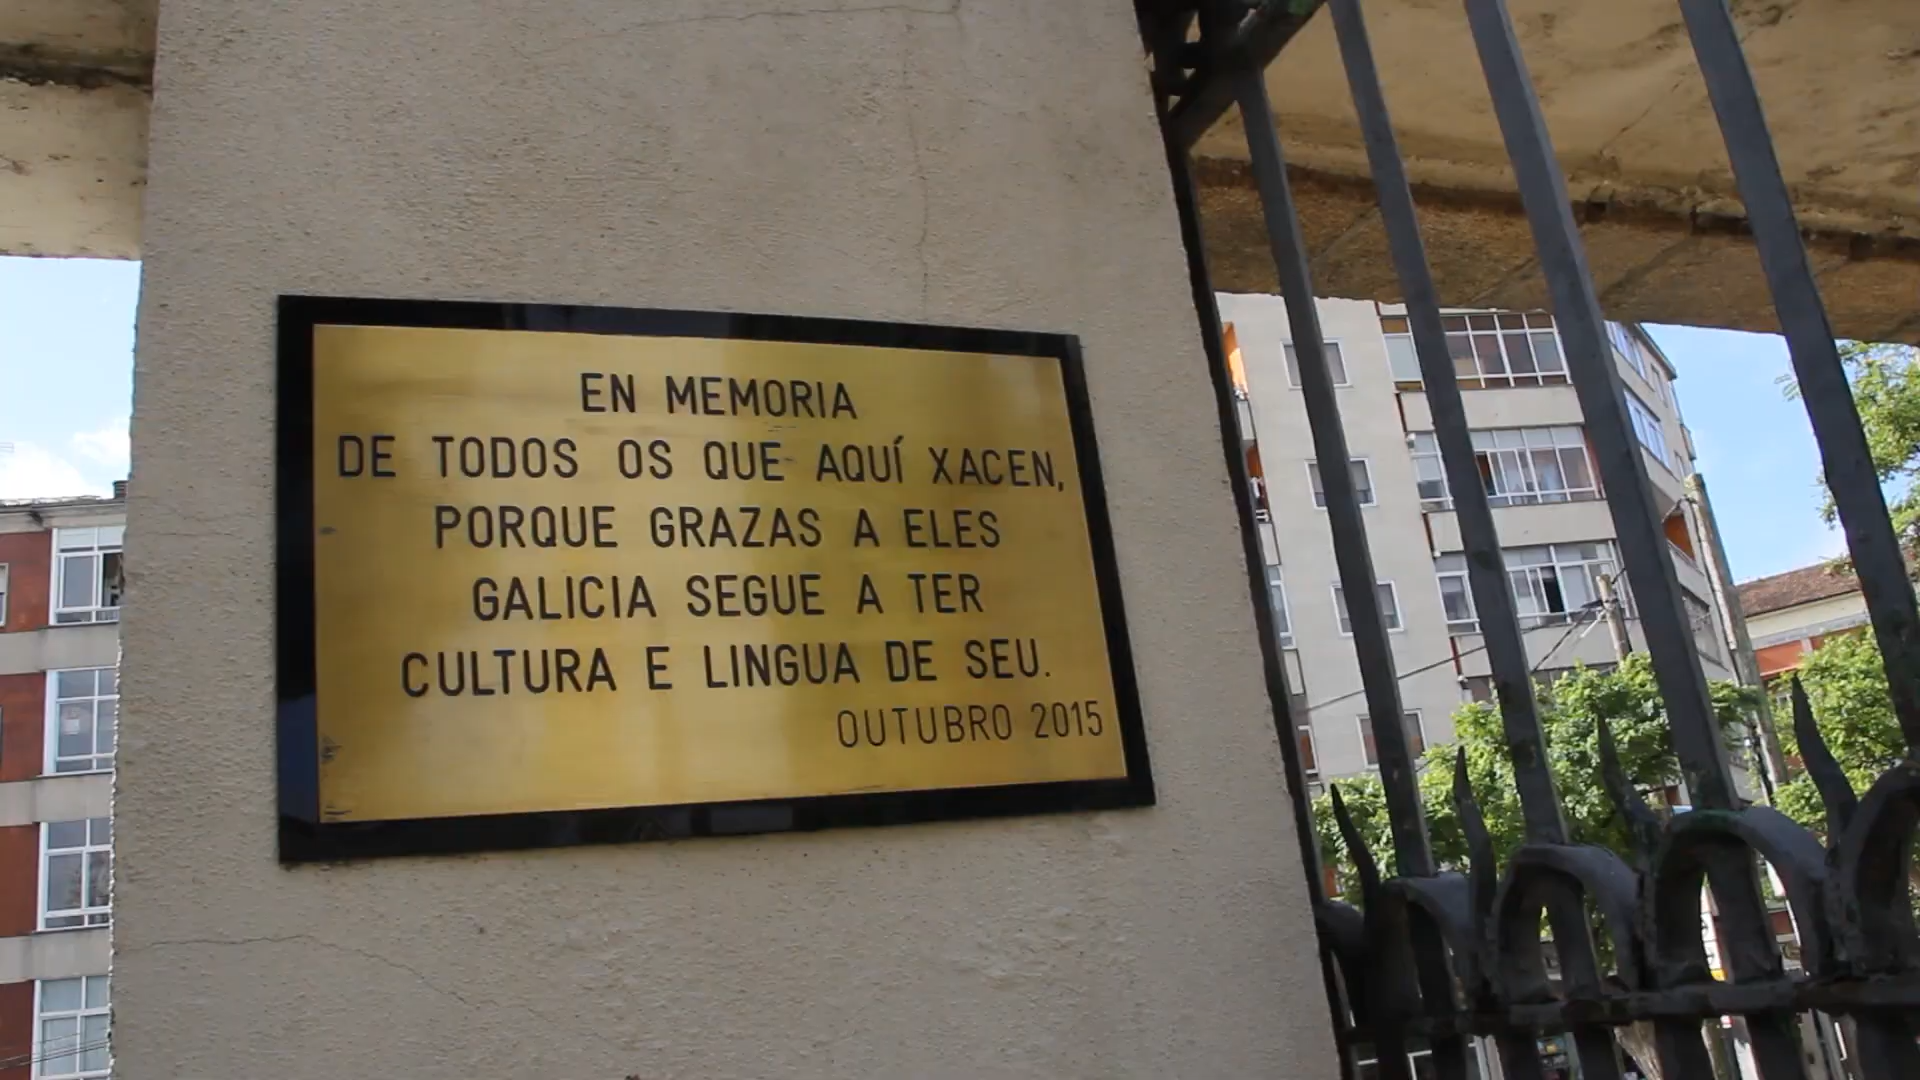 EN MEMORIA
DE TODOS OS QUE AQUÍ XACEN,
PORQUE GRAZAS A ELES
GALICIA SEGUE A TER
CULTURA E LINGUA DE SEU.
OUTUBRO 2015